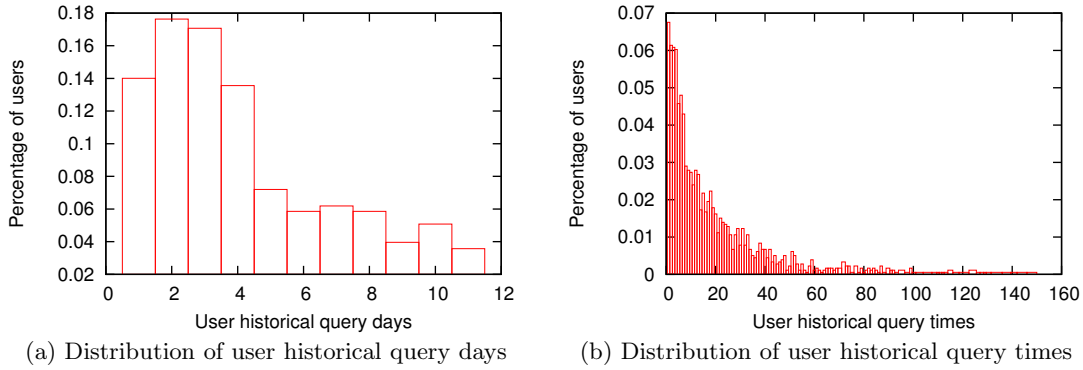 Percentage of users
0.18
0.16
0.14
0.12
0.1
0.08
0.06
0.04
0.02
0 2 4 6 8 10 12
User historical query days
(a) Distribution of user historical query days
Percentage of users
0.07
0.06
0.05
0.04
0.03
0.02
0.01
0
0 20 40 60 80 100 120 140 160
User historical query times
(b) Distribution of user historical query times